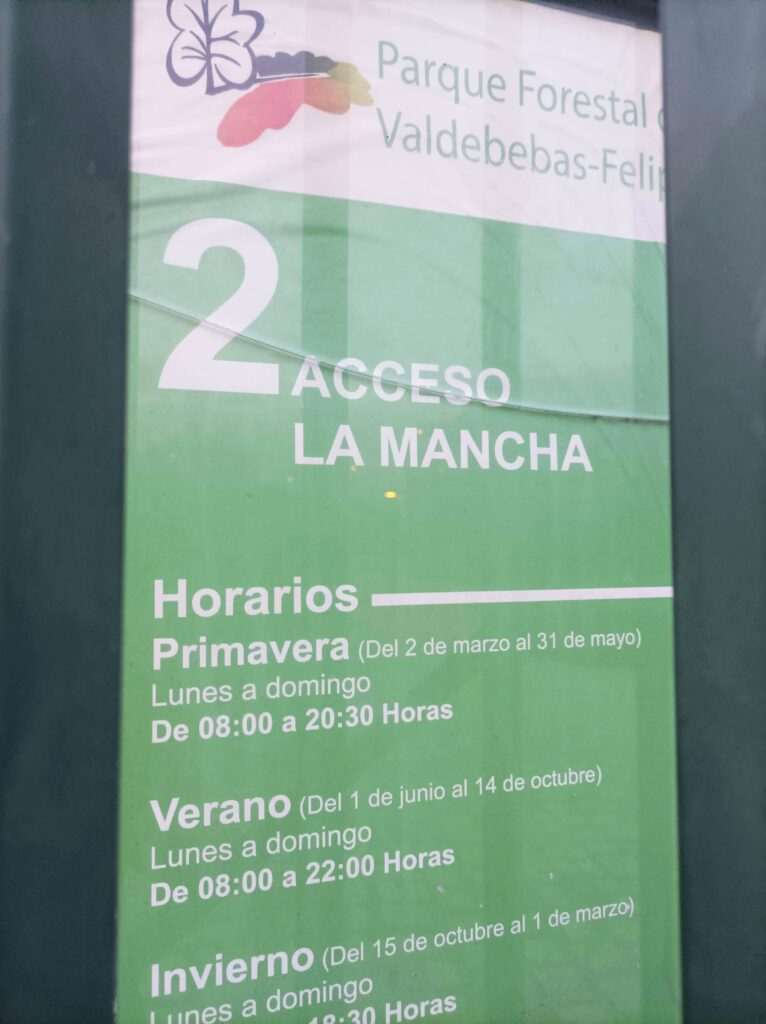 Parque Forestal
Valdebebas-Felip
2
ACCESO
LA MANCHA
Horarios
Primavera (Del 2 de marzo al 31 de mayo)
Lunes a domingo
De 08:00 a 20:30 Horas
Verano (Del 1 de junio al 14 de octubre)
Lunes a domingo
De 08:00 a 22:00 Horas
Invierno (Del 15 de octubre al 1 de marzo)
Lunes a domingo
18:30 Horas